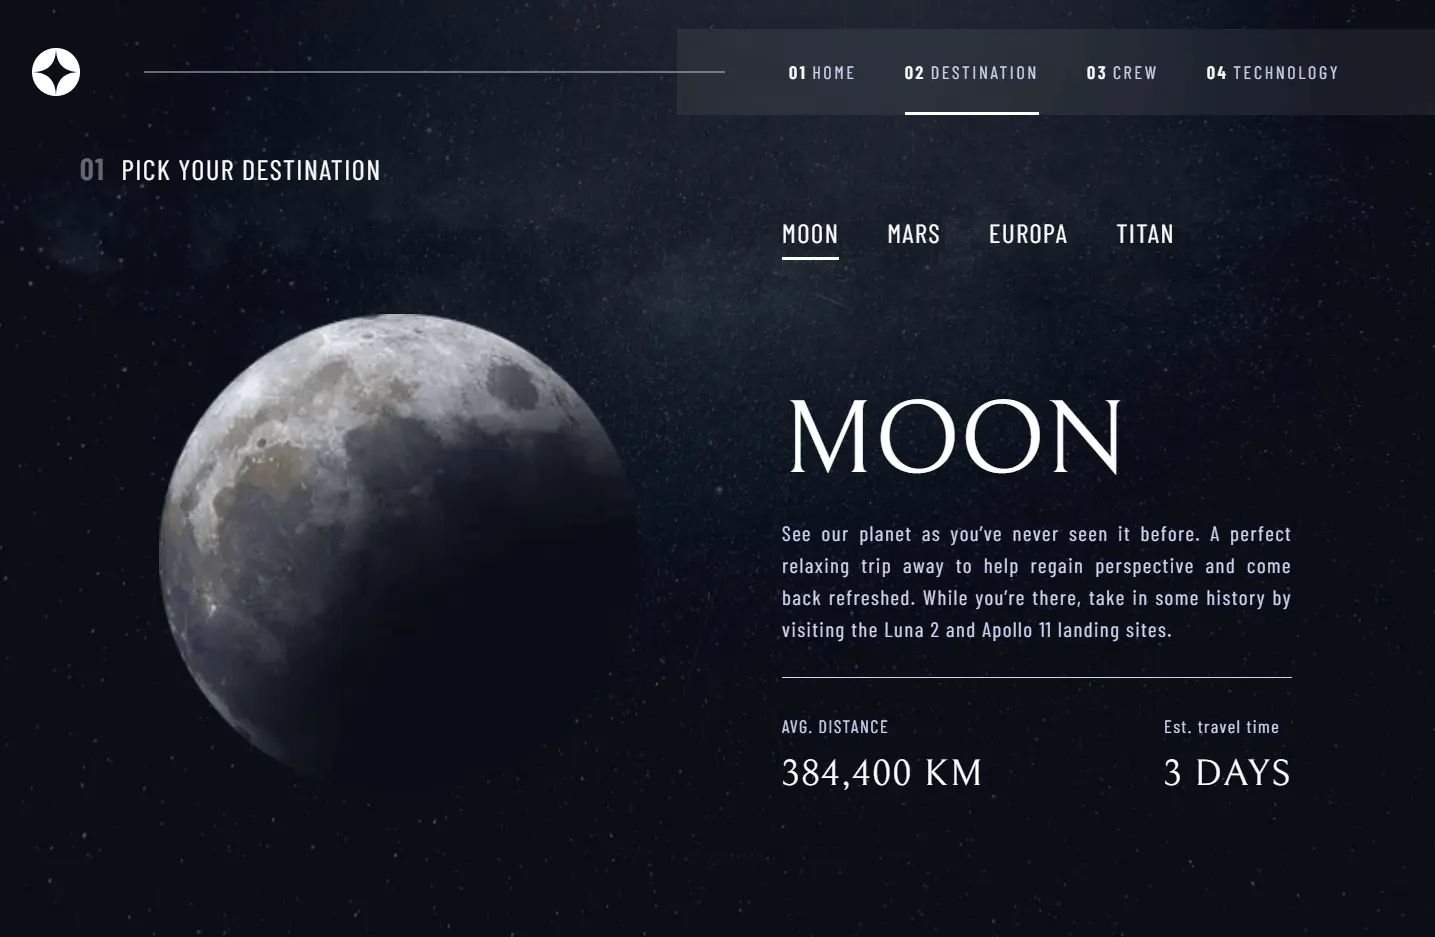 01 HOME 02 DESTINATION 03 CREW 04 TECHNOLOGY
01 PICK YOUR DESTINATION
MOON MARS EUROPA TITAN
MOON
See our planet as you’ve never seen it before. A perfect
relaxing trip away to help regain perspective and come
back refreshed. While you’re there, take in some history by
visiting the Luna 2 and Apollo 11 landing sites.
AVG. DISTANCE
384,400 KM
Est. travel time
3 DAYS